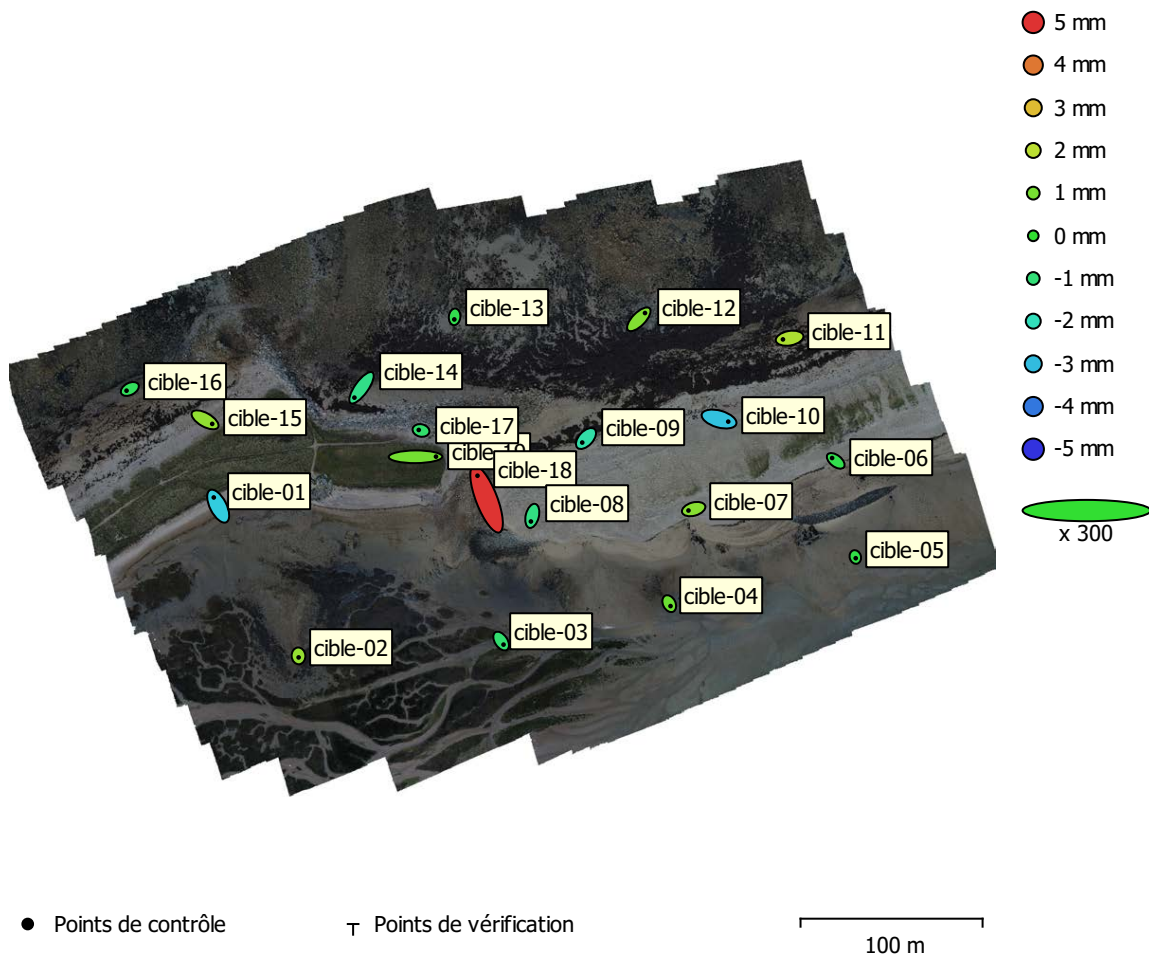 5 mm
4 mm
3 mm
2 mm
1 mm
0 mm
-1 mm
-2 mm
-3 mm
-4 mm
-5 mm
x 300
cible-13
cible-12
cible-11
cible-14
cible-16
cible-15
cible-17
cible-09
cible-10
cible-18
cible-06
cible-01
cible-08
cible-07
cible-05
cible-04
cible-03
cible-02
Points de contrôle
Points de vérification
100 m